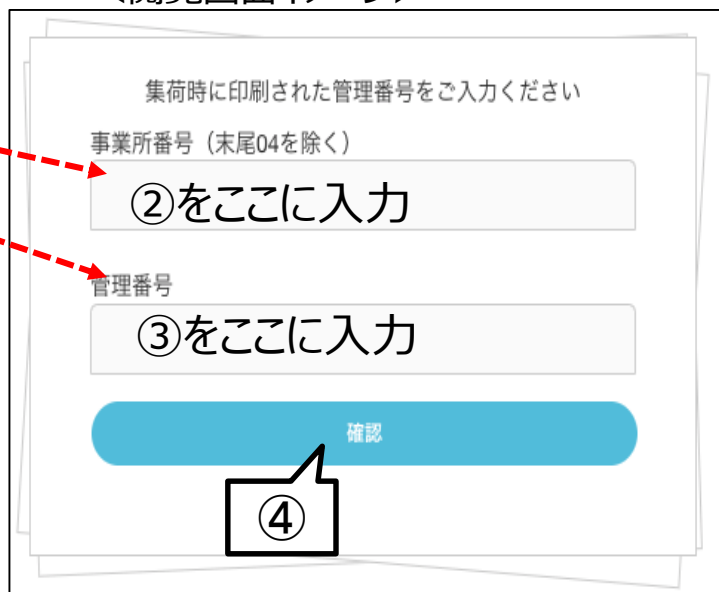 集荷時に印刷された管理番号をご入力ください
事業所番号（末尾04を除く）
②をここに入力
管理番号
③をここに入力
確認
④